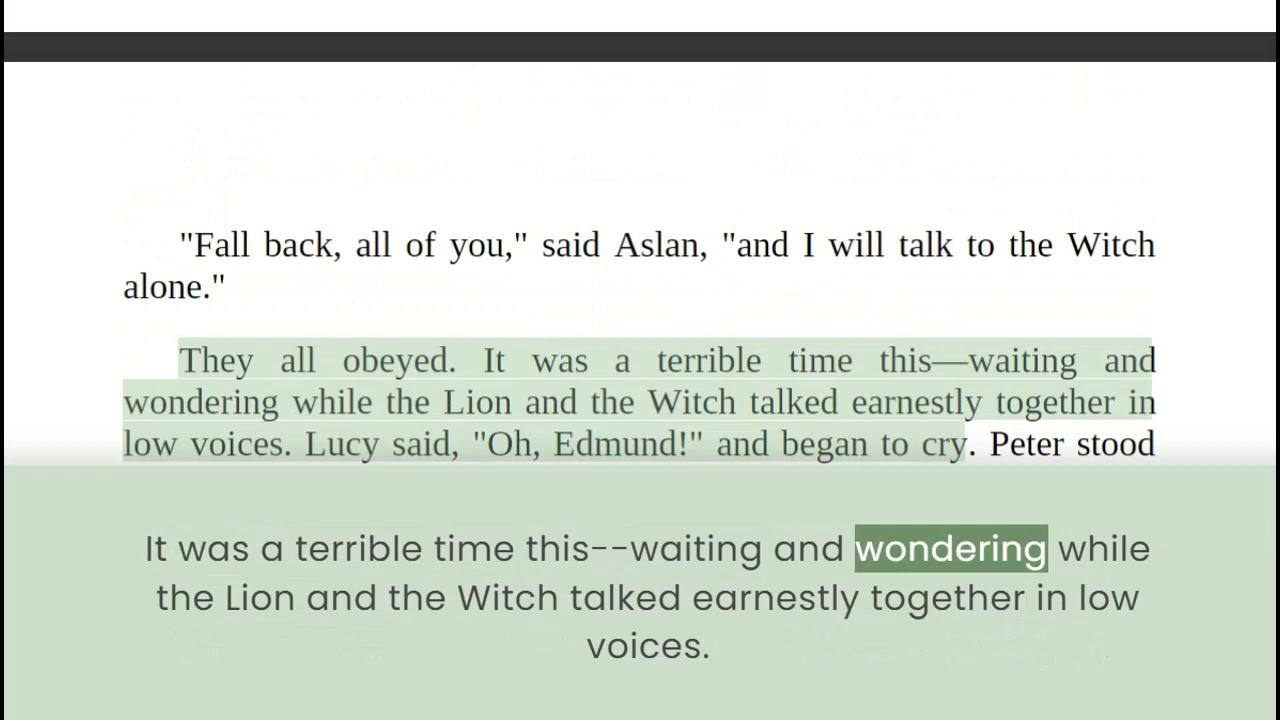 "Fall back, all of you," said Aslan, "and I will talk to the Witch
alone."
They all obeyed. It was a terrible time this—waiting and
wondering while the Lion and the Witch talked earnestly together in
low voices. Lucy said, "Oh, Edmund!" and began to cry. Peter stood
It was a terrible time this--waiting and wondering while
the Lion and the Witch talked earnestly together in low
voices.